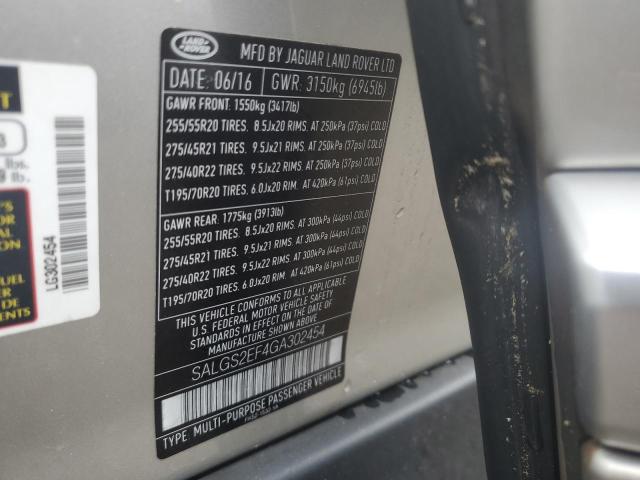 LAND
ROVER
MFD BY JAGUAR LAND ROVER LTD
DATE: 06/16
GWR: 3150kg (6945lb)
GAWR FRONT: 1550kg (3417lb)
255/55R20 TIRES. 8.5Jx20 RIMS. AT 250kPa (37psi) COLD
275/45R21 TIRES. 9.5Jx21 RIMS. AT 250kPa (37psi) COLD
275/40R22 TIRES. 9.5Jx22 RIMS. AT 250kPa (37psi) COLD
T195/70R20 TIRES. 6.0Jx20 RIM. AT 420kPa (61psi) COLD
GAWR REAR: 1775kg (3913lb)
255/55R20 TIRES. 8.5Jx20 RIMS. AT 300kPa (44psi) COLD
275/45R21 TIRES. 9.5Jx21 RIMS. AT 300kPa (44psi) COLD
275/40R22 TIRES. 9.5Jx22 RIMS. AT 300kPa (44psi) COLD
T195/70R20 TIRES. 6.0Jx20 RIM. AT 420kPa (61psi) COLD
THIS VEHICLE CONFORMS TO ALL APPLICABLE
U.S. FEDERAL MOTOR VEHICLE SAFETY
IN EFFECT ON THE DATE OF
SHOWN ABOVE.
SALGS2EF4GA302454
TYPE: MULTI-PURPOSE PASSENGER VEHICLE
lbs.
lb.
LG302454